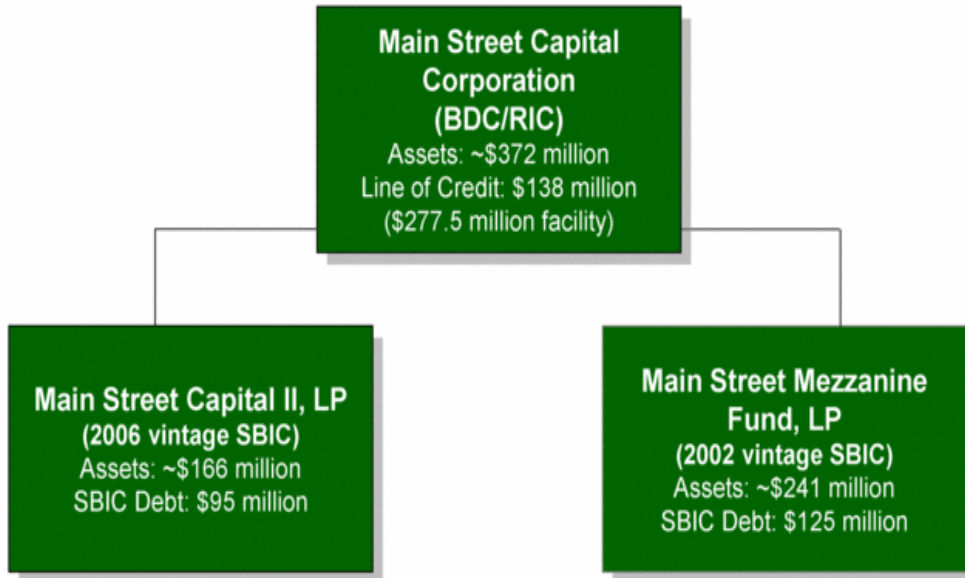 Main Street Capital
Corporation
(BDC/RIC)
Assets: ~$372 million
Line of Credit: $138 million
($277.5 million facility)
Main Street Capital II, LP
(2006 vintage SBIC)
Assets: ~$166 million
SBIC Debt: $95 million
Main Street Mezzanine
Fund, LP
(2002 vintage SBIC)
Assets: ~$241 million
SBIC Debt: $125 million